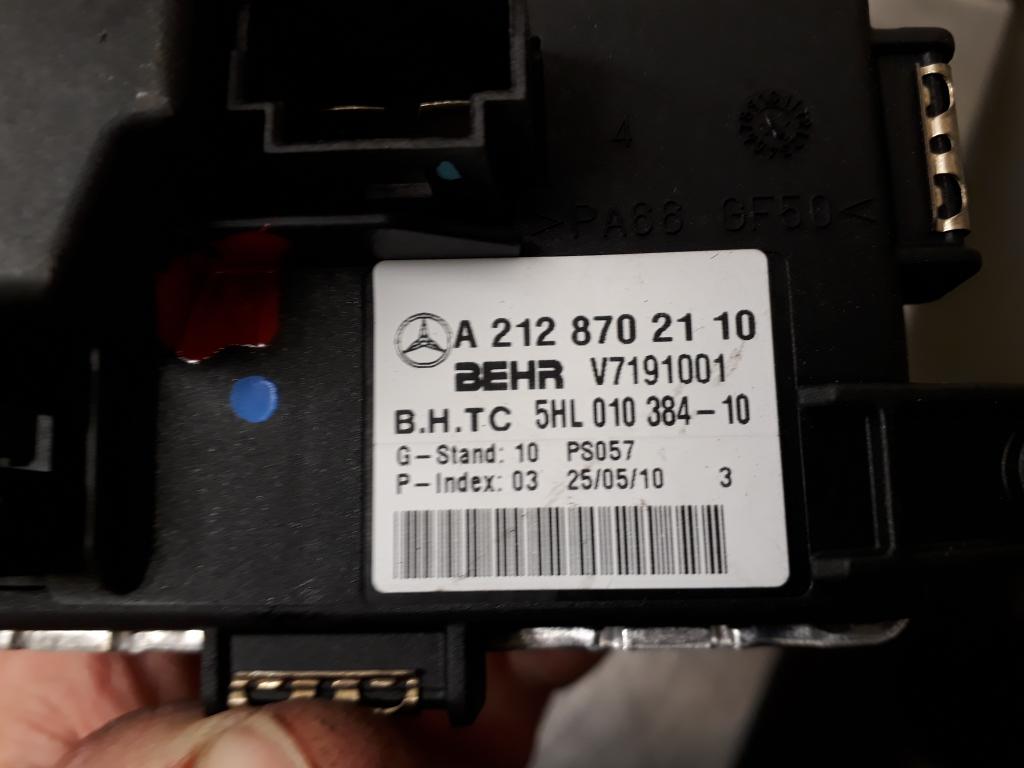 4
>PA66 GF50<
A 212 870 21 10
BEHR V7191001
B.H.TC 5HL 010 384-10
G-Stand: 10 PS057
P-Index: 03 25/05/10 3